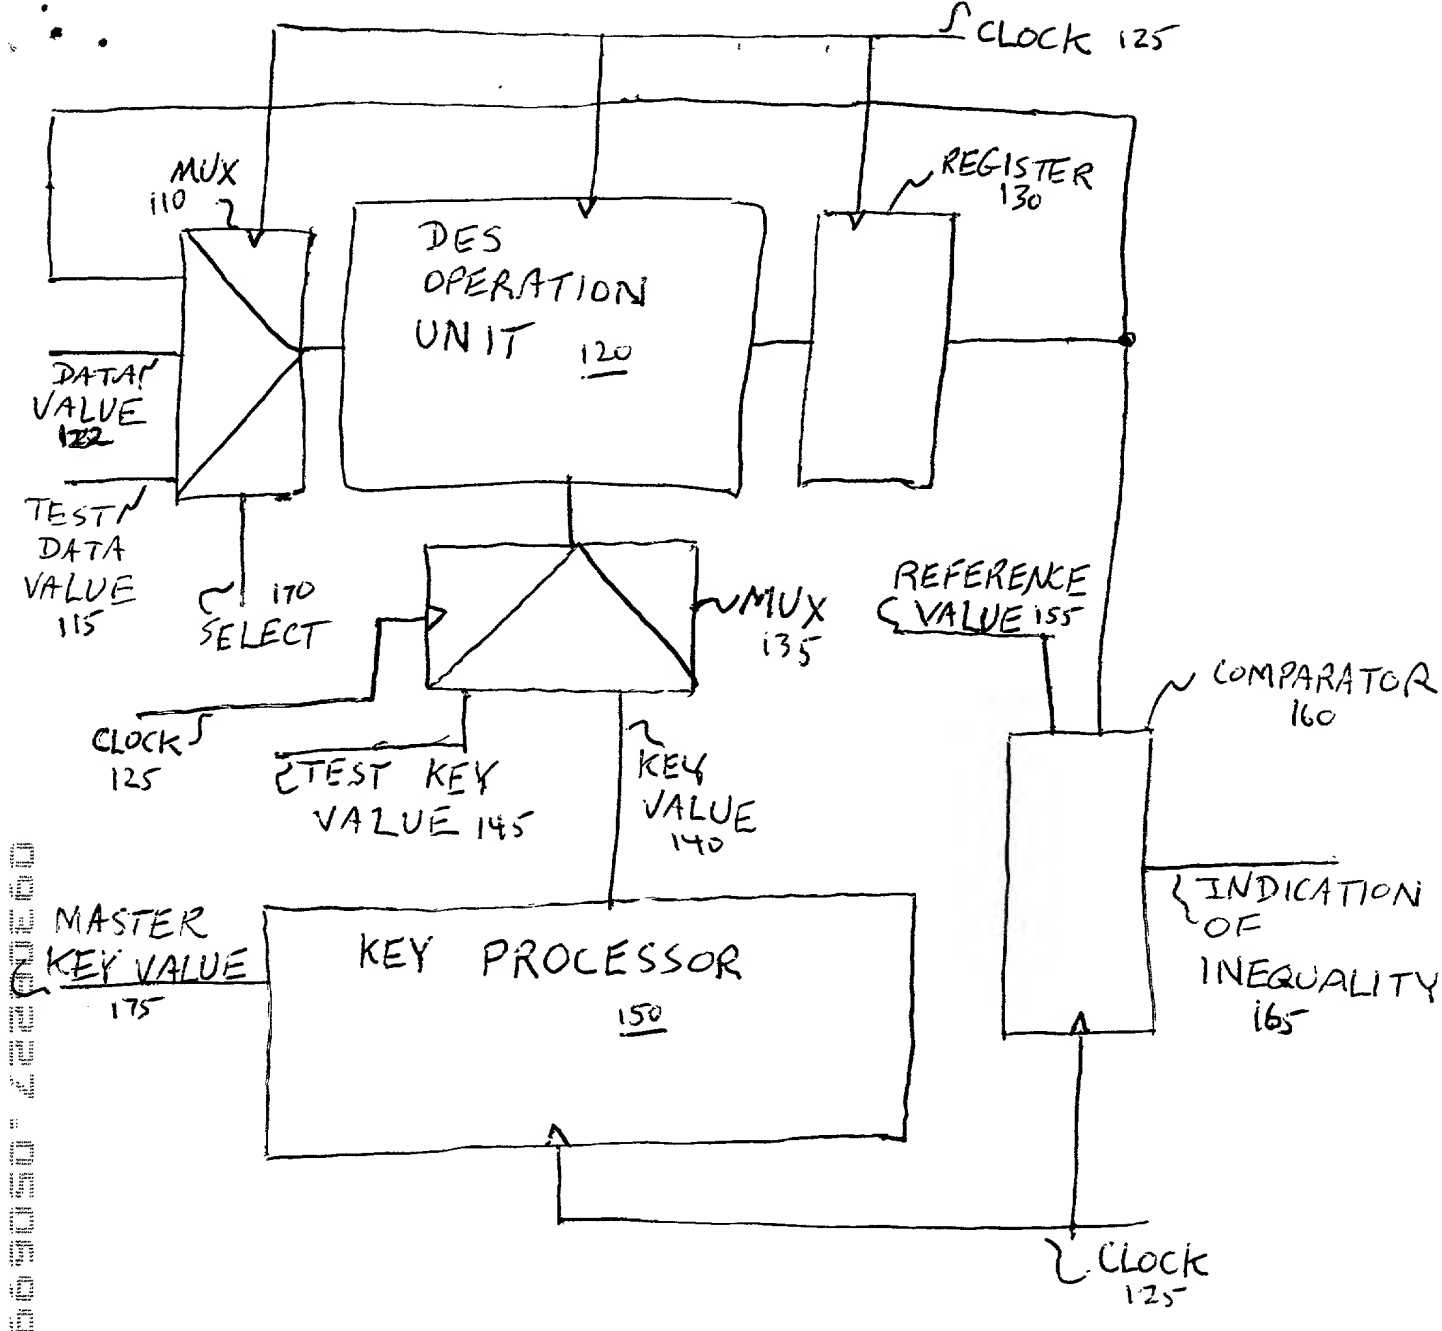 CLOCK 125
MUX
110
REGISTER
130
DES
OPERATION
UNIT 120
DATA
VALUE
122
TEST
DATA
VALUE
115
170
SELECT
MUX
135
REFERENCE
VALUE 155
COMPARATOR
160
CLOCK
125
TEST KEY
VALUE 145
KEY
VALUE
140
INDICATION
OF
INEQUALITY
165
MASTER
KEY VALUE
175
KEY PROCESSOR
150
CLOCK
125